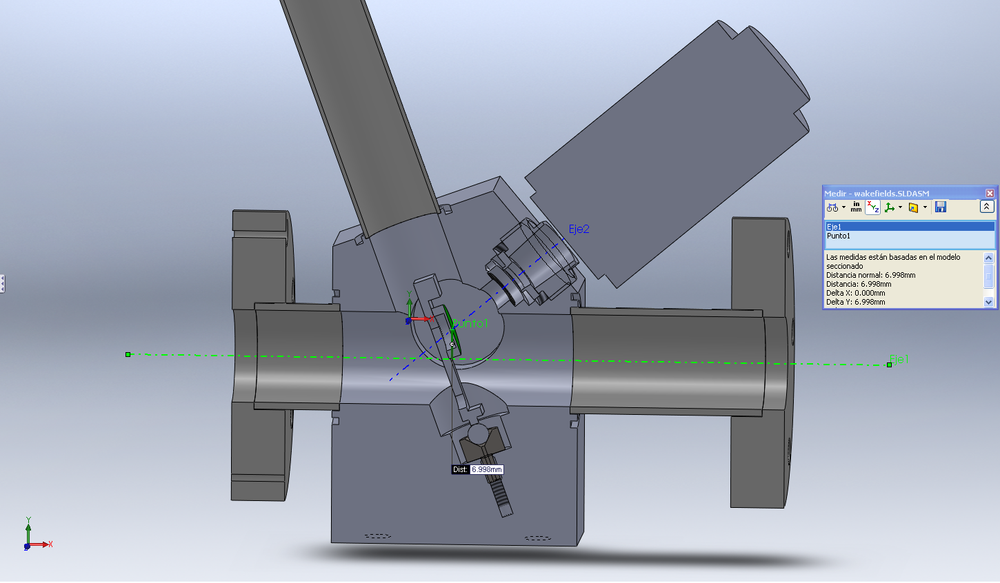 Eje2
Medir - wakefields.SLDASM
in
mm
X
Y
Z
Eje1
Punto1
Las medidas están basadas en el modelo
seccionado
Distancia normal: 6.998mm
Distancia: 6.998mm
Delta X: 0.000mm
Delta Y: 6.998mm
Y
Punto1
Eje1
Dist: 6.998mm
Y
X